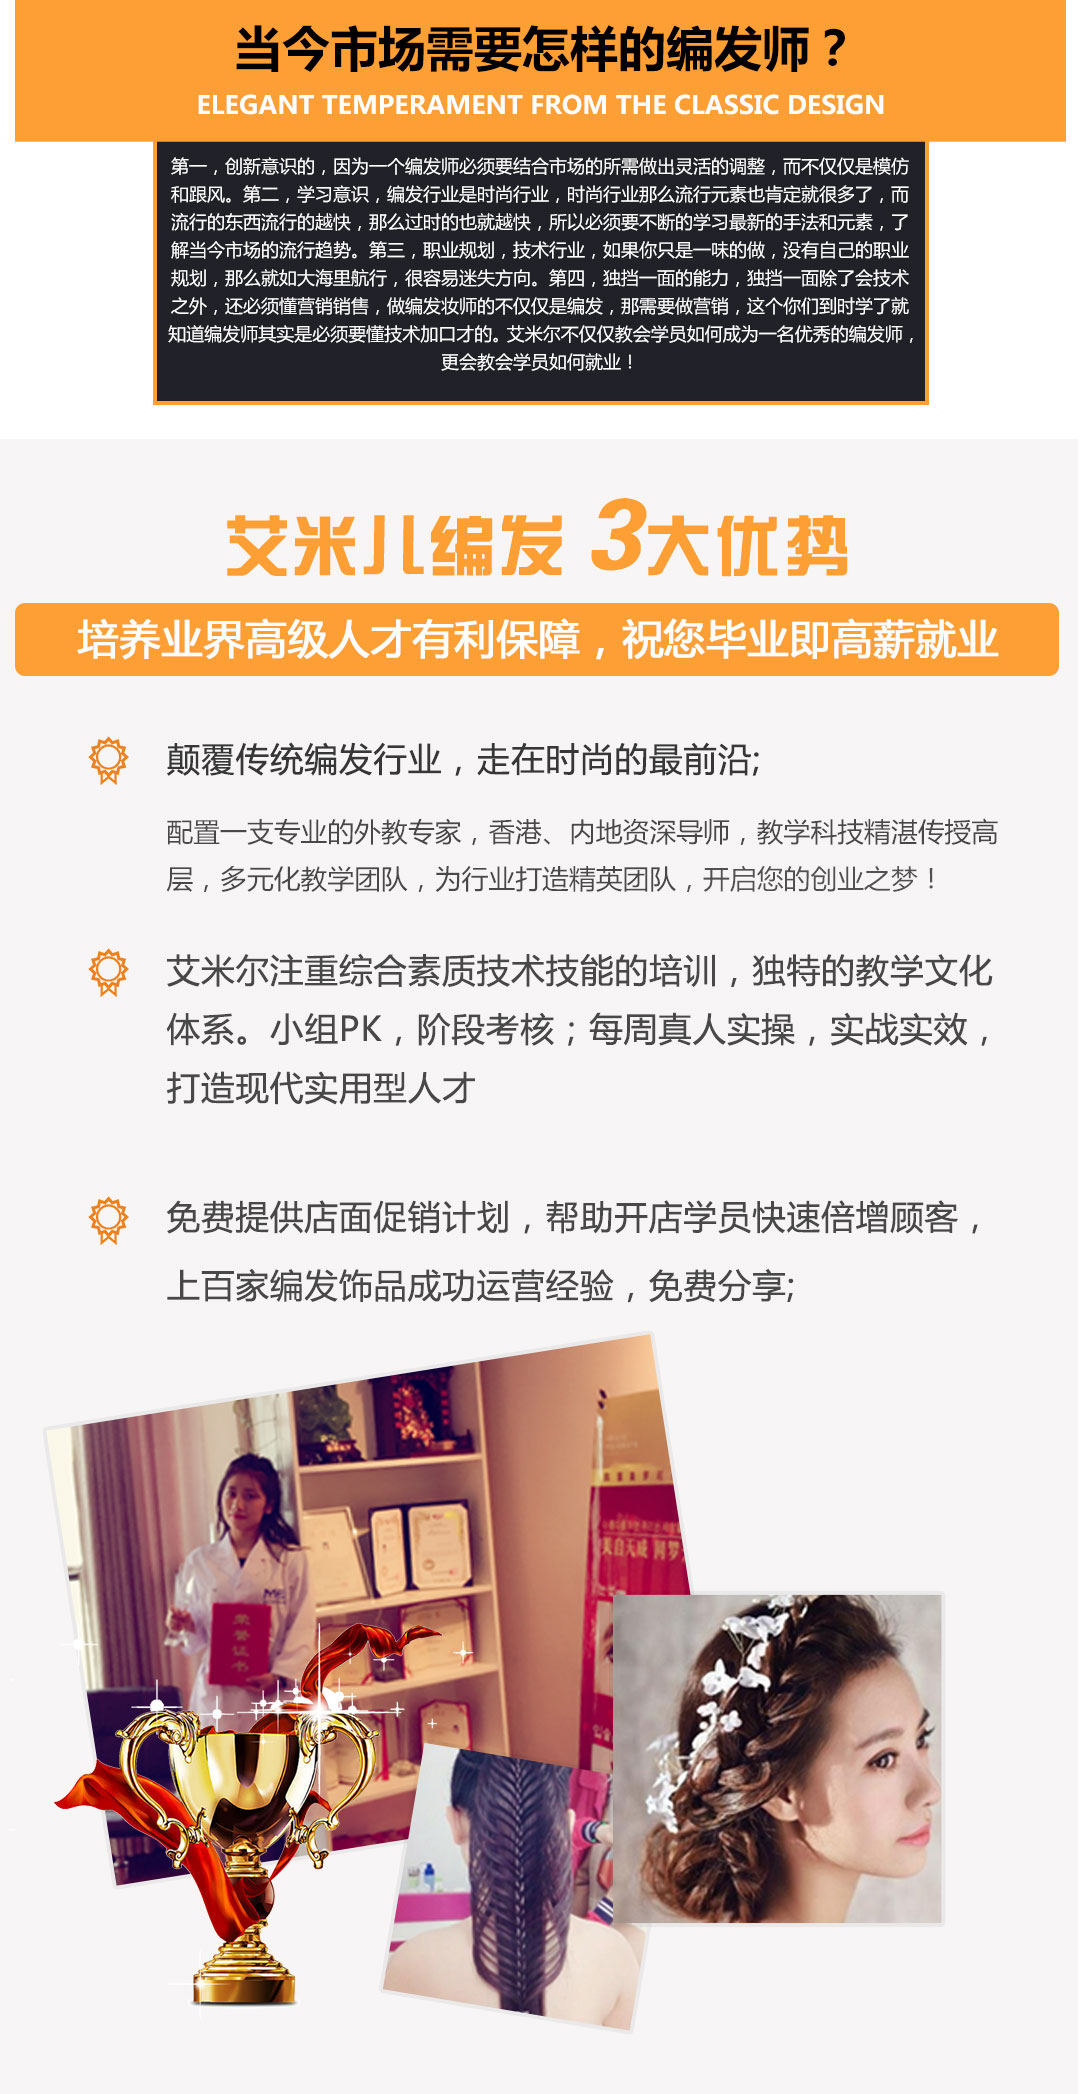 当今市场需要怎样的编发师？
ELEGANT TEMPERAMENT FROM THE CLASSIC DESIGN
第一，创新意识的，因为一个编发师必须要结合市场的所需做出灵活的调整，而不仅仅是模仿
和跟风。第二，学习意识，编发行业是时尚行业，时尚行业那么流行元素也肯定就很多了，而
流行的东西流行的越快，那么过时的也就越快，所以必须要不断的学习最新的手法和元素，了
解当今市场的流行趋势。第三，职业规划，技术行业，如果你只是一味的做，没有自己的职业
规划，那么就如大海里航行，很容易迷失方向。第四，独挡一面的能力，独挡一面除了会技术
之外，还必须懂营销销售，做编发妆师的不仅仅是编发，那需要做营销，这个你们到时学了就
知道编发师其实是必须要懂技术加口才的。艾米尔不仅仅教会学员如何成为一名优秀的编发师，
更会教会学员如何就业！
艾米儿编发 3大优势
培养业界高级人才有利保障，祝您毕业即高薪就业
颠覆传统编发行业，走在时尚的最前沿;
配置一支专业的外教专家，香港、内地资深导师，教学科技精湛传授高
层，多元化教学团队，为行业打造精英团队，开启您的创业之梦！
艾米尔注重综合素质技术技能的培训，独特的教学文化
体系。小组PK，阶段考核；每周真人实操，实战实效，
打造现代实用型人才
免费提供店面促销计划，帮助开店学员快速倍增顾客，
上百家编发饰品成功运营经验，免费分享;
荣誉证书